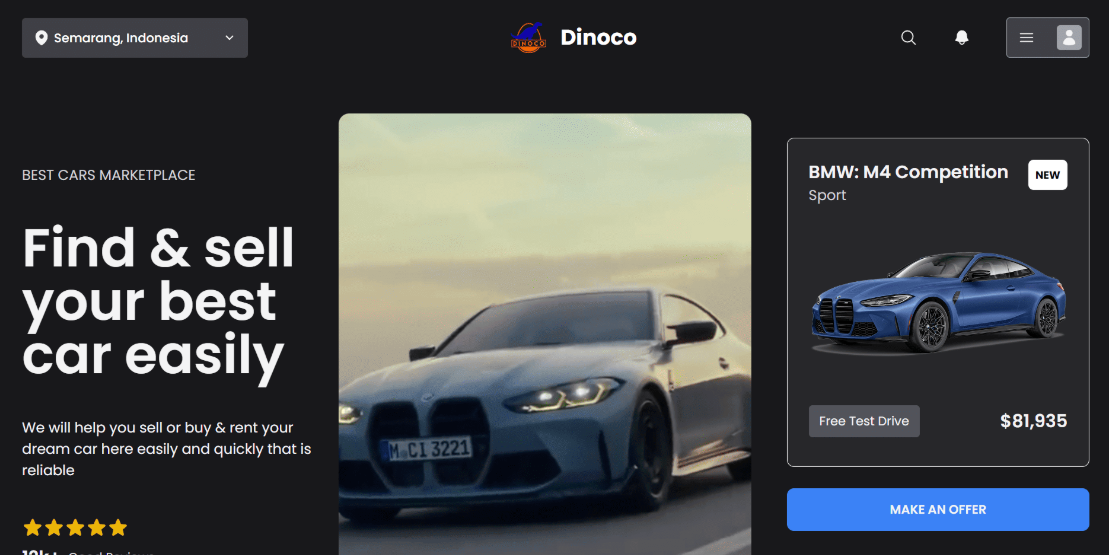 Semarang, Indonesia
DINOCO
Dinoco
BEST CARS MARKETPLACE
Find & sell
your best
car easily
We will help you sell or buy & rent your
dream car here easily and quickly that is
reliable
M CI 3221
BMW: M4 Competition
NEW
Sport
Free Test Drive
$81,935
MAKE AN OFFER